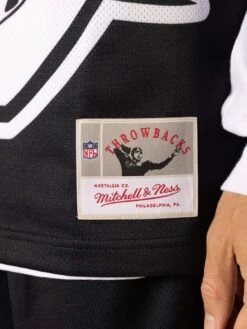 THROWBACKS
NFL
NOSTALGIA CO.
Mitchell & Ness
PHILADELPHIA, PA.